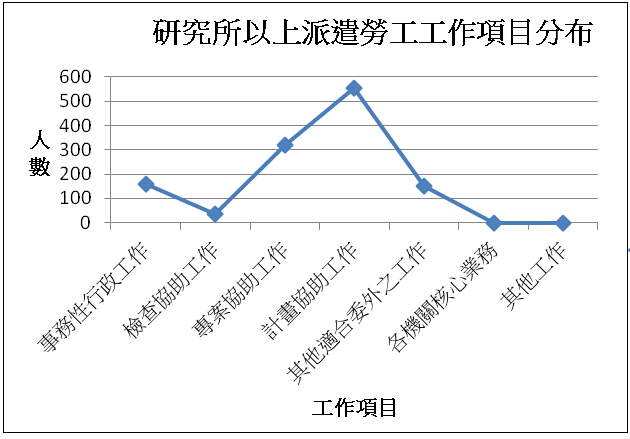 研究所以上派遣勞工工作項目分布
人數
600
500
400
300
200
100
0
事務性行政工作
檢查協助工作
專案協助工作
計畫協助工作
其他適合委外之工作
各機關核心業務
其他工作
工作項目